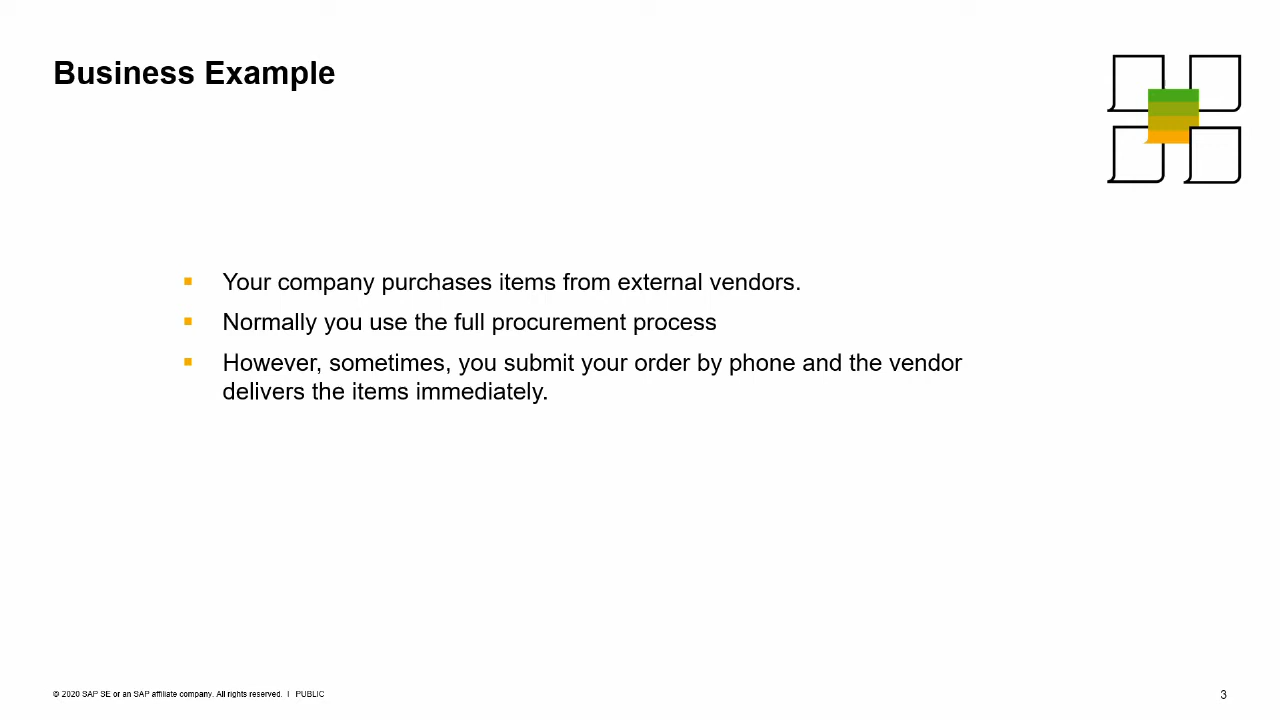 Business Example
Your company purchases items from external vendors.
Normally you use the full procurement process
However, sometimes, you submit your order by phone and the vendor
delivers the items immediately.
© 2020 SAP SE or an SAP affiliate company. All rights reserved. I PUBLIC
3